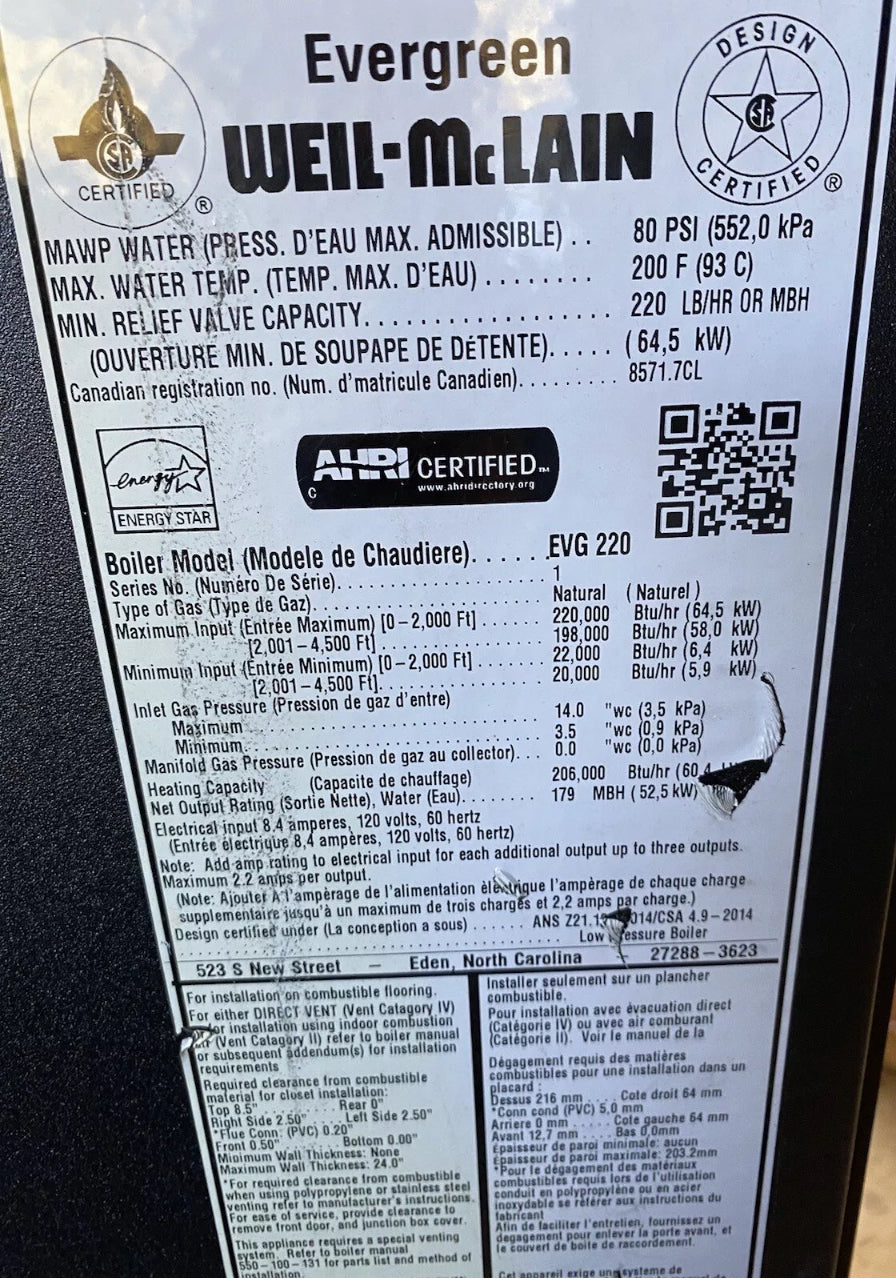 Evergreen
WEIL-McLAIN
CERTIFIED ®
DESIGN CERTIFIED ®
MAWP WATER (PRESS. D'EAU MAX. ADMISSIBLE) . . 80 PSI (552,0 kPa
MAX. WATER TEMP. (TEMP. MAX. D'EAU) . . . . . . . . 200 F (93 C)
MIN. RELIEF VALVE CAPACITY. . . . . . . . . . . . . . . . . . 220 LB/HR OR MBH
(OUVERTURE MIN. DE SOUPAPE DE DéTENTE). . . . . (64,5 kW)
Canadian registration no. (Num. d'matricule Canadien). . . . . . . . . 8571.7CL
energy
ENERGY STAR
AHRI CERTIFIED™
www.ahridirectory.org
Boiler Model (Modele de Chaudiere). . . . . . EVG 220
Series No. (Numéro De Série). . . . . . . . . . . . . . . . . . . . 1
Type of Gas (Type de Gaz). . . . . . . . . . . . . . . . . . . . . . Natural (Naturel)
Maximum Input (Entrée Maximum) [0-2,000 Ft] . . . . . . 220,000 Btu/hr (64,5 kW)
[2,001-4,500 Ft] . . . . . . . . . . . . . . . . 198,000 Btu/hr (58,0 kW)
Minimum Input (Entrée Minimum) [0-2,000 Ft] . . . . . . . 22,000 Btu/hr (6,4 kW)
[2,001-4,500 Ft]. . . . . . . . . . . . . . . . 20,000 Btu/hr (5,9 kW)
Inlet Gas Pressure (Pression de gaz d'entre)
Maximum . . . . . . . . . . . . . . . . . . . . . . . . . . . . 14.0 "wc (3,5 kPa)
Minimum. . . . . . . . . . . . . . . . . . . . . . . . . . . . 3.5 "wc (0,9 kPa)
Manifold Gas Pressure (Pression de gaz au collector). . . 0.0 "wc (0,0 kPa)
Heating Capacity (Capacite de chauffage) 206,000 Btu/hr (60,4
Net Output Rating (Sortie Nette), Water (Eau). . . . . . . . 179 MBH (52,5 kW)
Electrical input 8.4 amperes, 120 volts, 60 hertz
(Entrée électrique 8,4 ampères, 120 volts, 60 hertz)
Note: Add amp rating to electrical input for each additional output up to three outputs.
Maximum 2.2 amps per output.
(Note: Ajouter A l'ampèrage de l'alimentation électrique l'ampèrage de chaque charge
supplementaire jusqu'à un maximum de trois charges et 2,2 amps par charge.)
Design certified under (La conception a sous) . . . . . . ANS Z21. 014/CSA 4.9-2014
Low Boiler
523 S New Street - Eden, North Carolina 27288-3623
For installation on combustible flooring.
For either DIRECT VENT (Vent Catagory IV)
or installation using indoor combustion
(Vent Catagory II) refer to boiler manual
or subsequent addendum(s) for installation
requirements
Required clearance from combustible
material for closet installation:
Top 8.5" . . . . . . . . Rear 0"
Right Side 2.50" . . . Left Side 2.50"
*Flue Conn: (PVC) 0.20"
Front 0.50" . . . . . . Bottom 0.00"
Minimum Wall Thickness: None
Maximum Wall Thickness: 24.0"
*For required clearance from combustible
when using polypropylene or stainless steel
venting refer to manufacturer's instructions.
For ease of service, provide clearance to
remove front door, and junction box cover.
This appliance requires a special venting
system. Refer to boiler manual
550-100-131 for parts list and method of
installation.
Installer seulement sur un plancher
combustible.
Pour installation avec évacuation direct
(Catégorie IV) ou avec air comburant
(Catégorie II). Voir le manuel de la
Dégagement requis des matières
combustibles pour une installation dans un
placard :
Dessus 216 mm . . . . Cote droit 64 mm
*Conn cond (PVC) 5,0 mm
Arriere 0 mm . . . . . Cote gauche 64 mm
Avant 12,7 mm . . . . Bas 0,0mm
Épaisseur de paroi minimale: aucun
Épaisseur de paroi maximale: 203.2mm
*Pour le dégagement des matériaux
combustibles requis lors de l'utilisation
conduit en polypropylène ou en acier
inoxydable se référer aux instructions du
fabricant
Afin de faciliter l'entretien, fournissez un
degagement pour enlever la porte avant, et
le couvert de boite de raccordement.
Cet appareil exige un systeme de